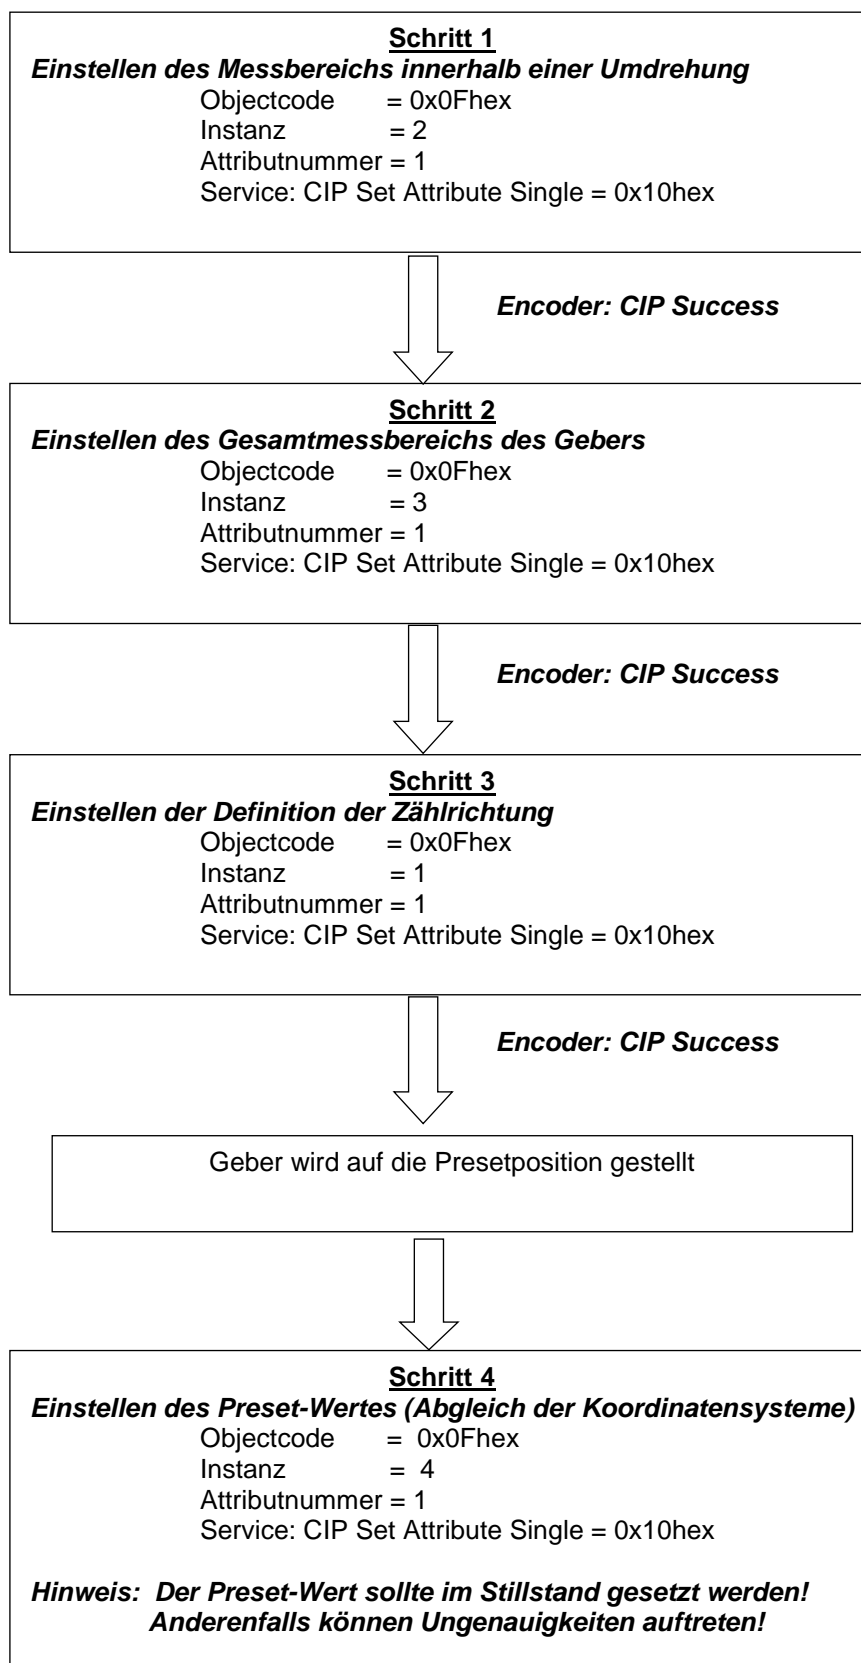 Schritt 1
Einstellen des Messbereichs innerhalb einer Umdrehung
Objectcode = 0x0Fhex
Instanz = 2
Attributnummer = 1
Service: CIP Set Attribute Single = 0x10hex
Encoder: CIP Success
Schritt 2
Einstellen des Gesamtmessbereichs des Gebers
Objectcode = 0x0Fhex
Instanz = 3
Attributnummer = 1
Service: CIP Set Attribute Single = 0x10hex
Encoder: CIP Success
Schritt 3
Einstellen der Definition der Zählrichtung
Objectcode = 0x0Fhex
Instanz = 1
Attributnummer = 1
Service: CIP Set Attribute Single = 0x10hex
Encoder: CIP Success
Geber wird auf die Presetposition gestellt
Schritt 4
Einstellen des Preset-Wertes (Abgleich der Koordinatensysteme)
Objectcode = 0x0Fhex
Instanz = 4
Attributnummer = 1
Service: CIP Set Attribute Single = 0x10hex
Hinweis: Der Preset-Wert sollte im Stillstand gesetzt werden!
Anderenfalls können Ungenauigkeiten auftreten!